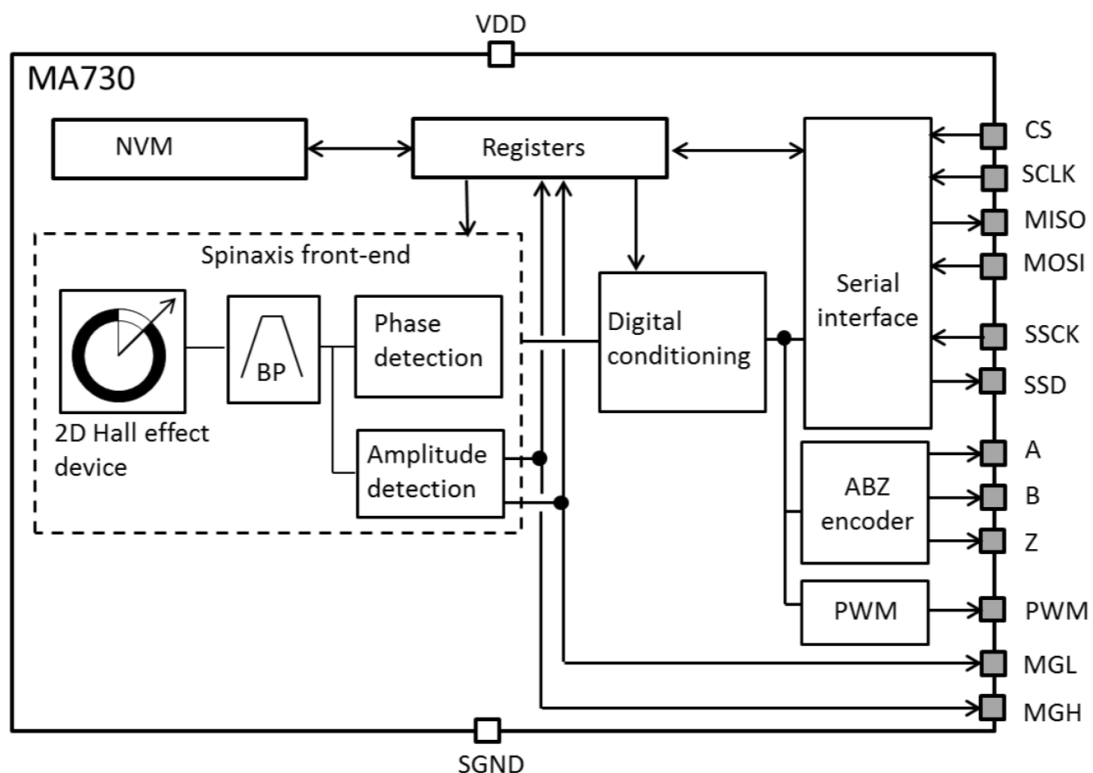 VDD
MA730
NVM
Registers
CS
SCLK
MISO
MOSI
SSCK
SSD
Serial
interface
Spinaxis front-end
BP
Phase
detection
Digital
conditioning
2D Hall effect
device
Amplitude
detection
ABZ
encoder
A
B
Z
PWM
PWM
MGL
MGH
SGND